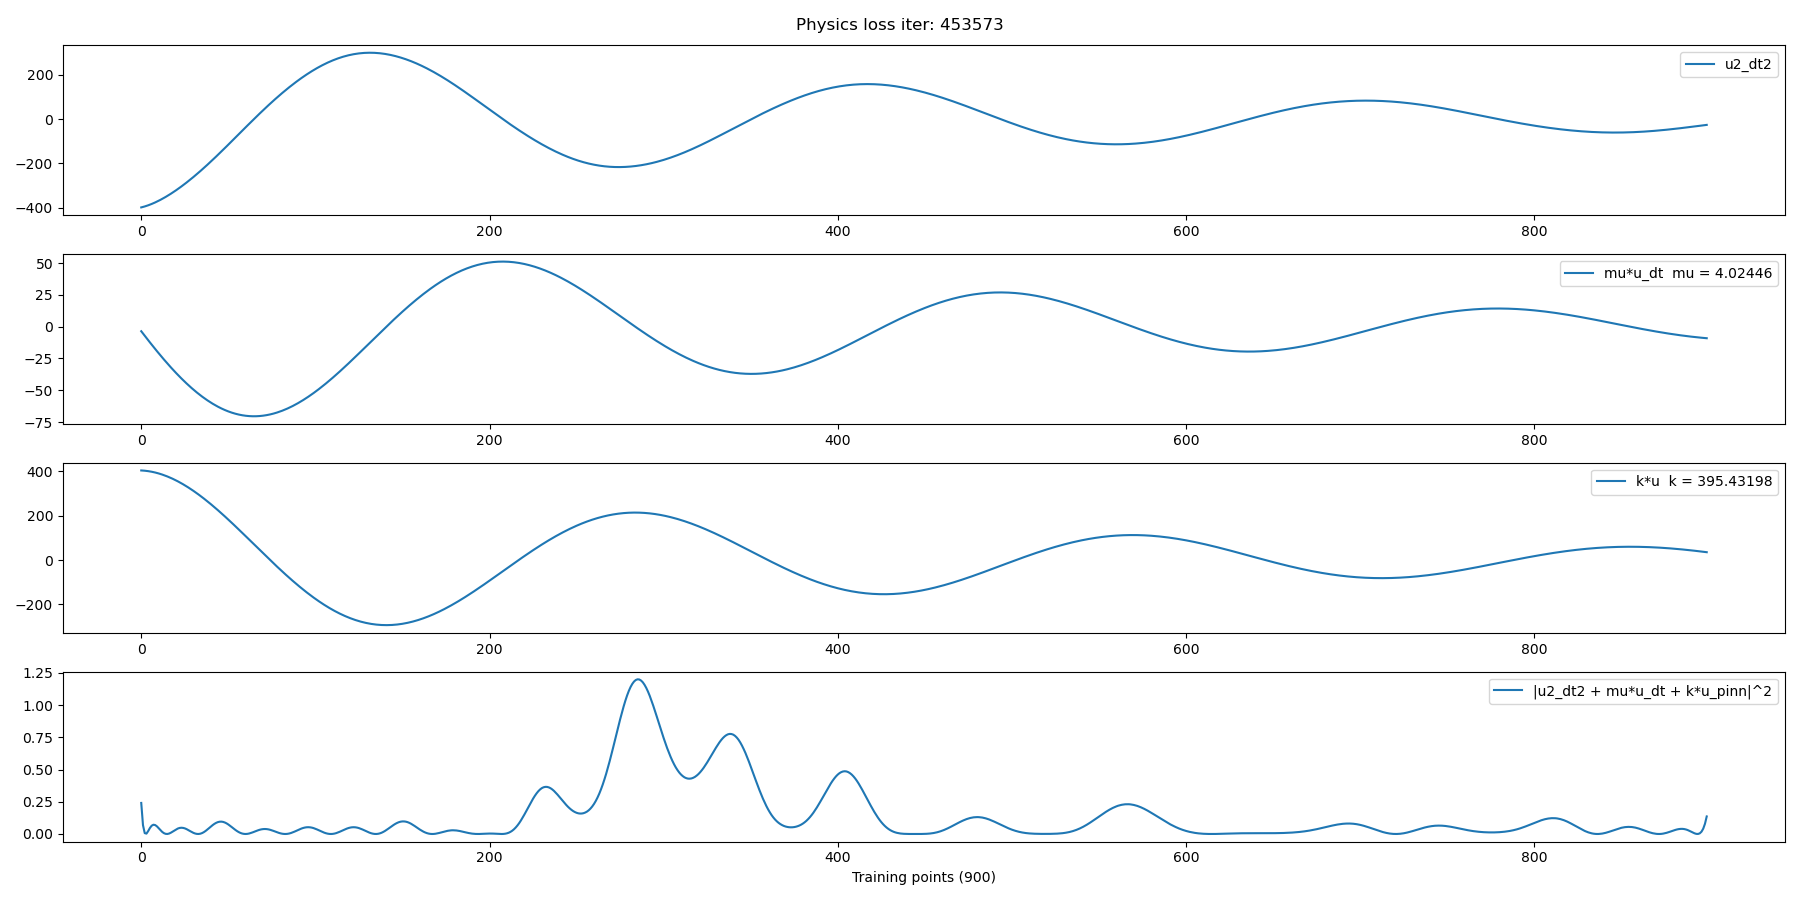 Physics loss iter: 453573
u2_dt2
200
0
−200
−400
0 200 400 600 800
mu*u_dt mu = 4.02446
50
25
0
−25
−50
−75
0 200 400 600 800
k*u k = 395.43198
400
200
0
−200
0 200 400 600 800
|u2_dt2 + mu*u_dt + k*u_pinn|^2
1.25
1.00
0.75
0.50
0.25
0.00
0 200 400 600 800
Training points (900)